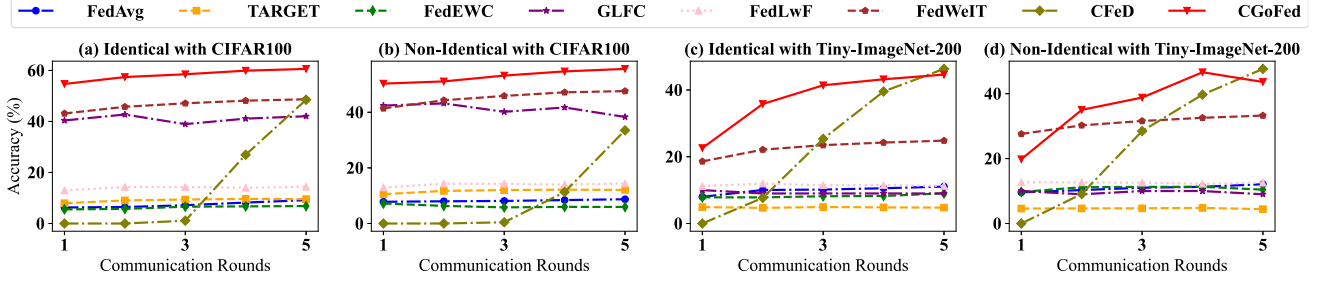 FedAvg TARGET FedEWC GLFC FedLwF FedWeIT CFeD CGoFed
(a) Identical with CIFAR100 (b) Non-Identical with CIFAR100 (c) Identical with Tiny-ImageNet-200 (d) Non-Identical with Tiny-ImageNet-200
Accuracy (%)
60
40
20
0
1 3 5
Communication Rounds
40
20
0
1 3 5
Communication Rounds
40
20
0
1 3 5
Communication Rounds
40
20
0
1 3 5
Communication Rounds